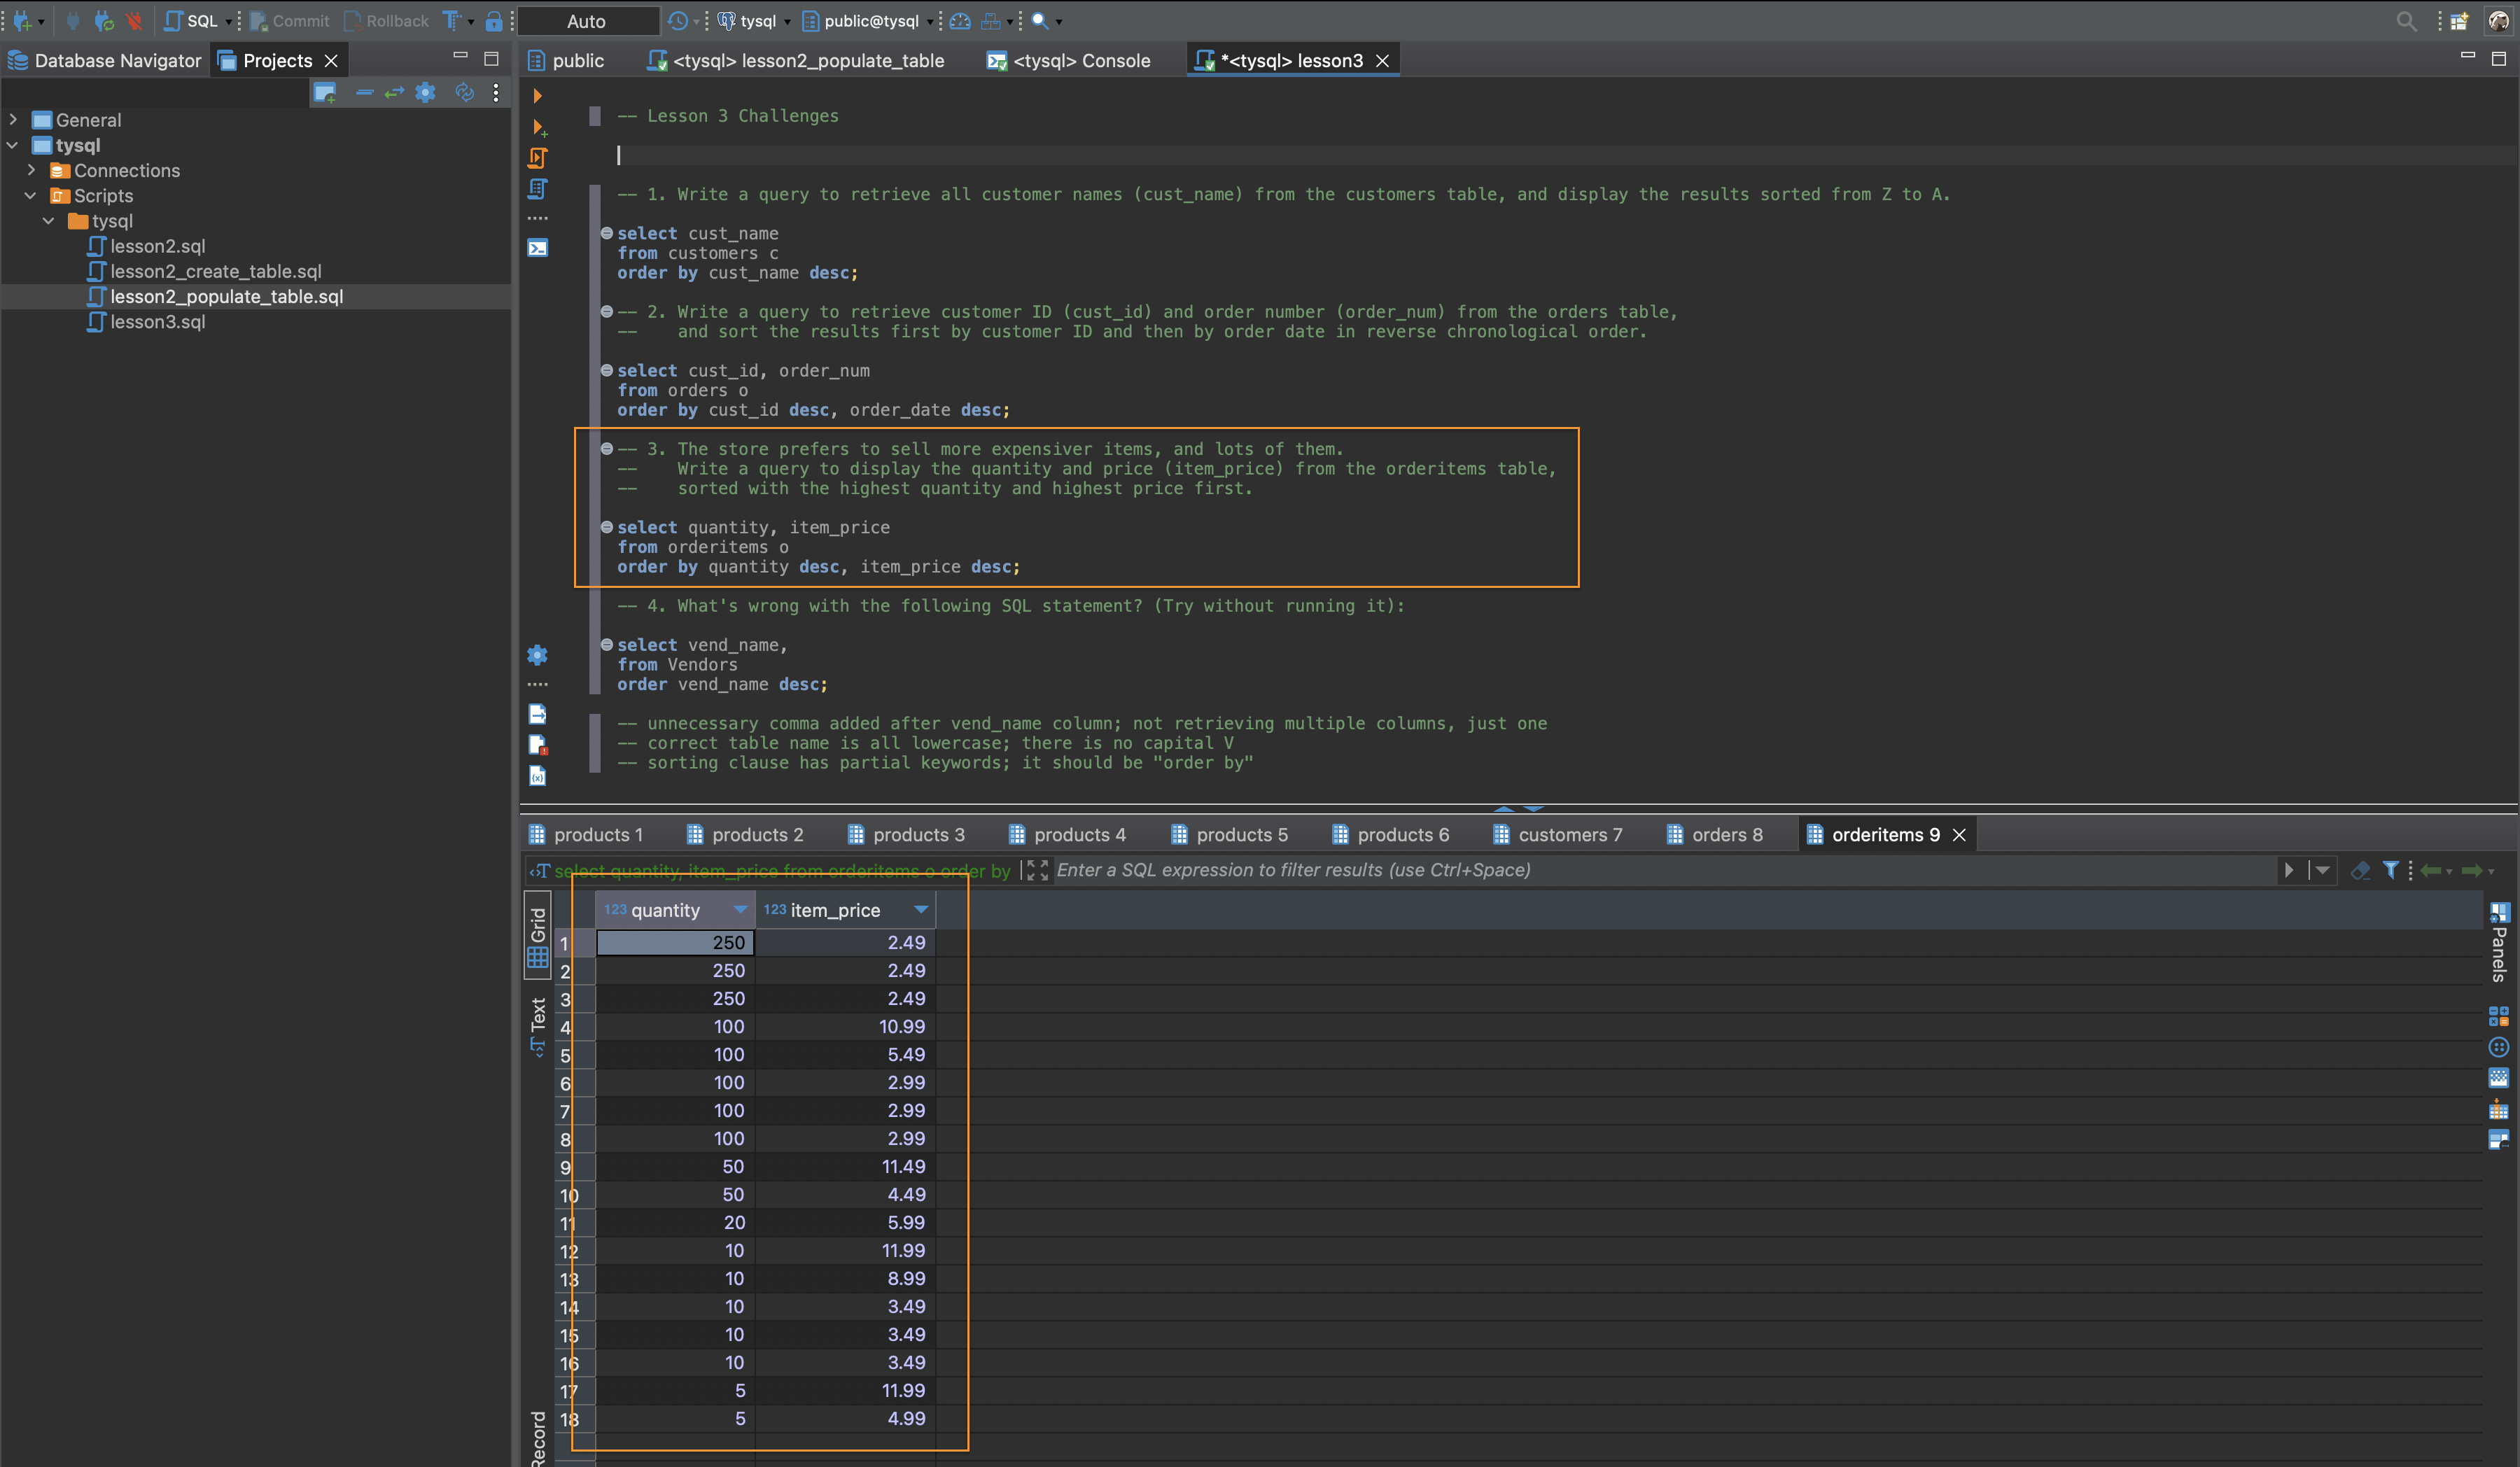 SQL
Commit
Rollback
Auto
tysql
public@tysql
Database Navigator
Projects
General
tysql
Connections
Scripts
tysql
lesson2.sql
lesson2_create_table.sql
lesson2_populate_table.sql
lesson3.sql
public
<tysql> lesson2_populate_table
<tysql> Console
*<tysql> lesson3
-- Lesson 3 Challenges
-- 1. Write a query to retrieve all customer names (cust_name) from the customers table, and display the results sorted from Z to A.
select cust_name
from customers c
order by cust_name desc;
-- 2. Write a query to retrieve customer ID (cust_id) and order number (order_num) from the orders table,
--    and sort the results first by customer ID and then by order date in reverse chronological order.
select cust_id, order_num
from orders o
order by cust_id desc, order_date desc;
-- 3. The store prefers to sell more expensiver items, and lots of them.
--    Write a query to display the quantity and price (item_price) from the orderitems table,
--    sorted with the highest quantity and highest price first.
select quantity, item_price
from orderitems o
order by quantity desc, item_price desc;
-- 4. What's wrong with the following SQL statement? (Try without running it):
select vend_name,
from Vendors
order vend_name desc;
-- unnecessary comma added after vend_name column; not retrieving multiple columns, just one
-- correct table name is all lowercase; there is no capital V
-- sorting clause has partial keywords; it should be "order by"
products 1
products 2
products 3
products 4
products 5
products 6
customers 7
orders 8
orderitems 9
select quantity, item_price from orderitems o order by
Enter a SQL expression to filter results (use Ctrl+Space)
Grid
Text
Record
Panels
123 quantity 123 item_price
1 250 2.49
2 250 2.49
3 250 2.49
4 100 10.99
5 100 5.49
6 100 2.99
7 100 2.99
8 100 2.99
9 50 11.49
10 50 4.49
11 20 5.99
12 10 11.99
13 10 8.99
14 10 3.49
15 10 3.49
16 10 3.49
17 5 11.99
18 5 4.99